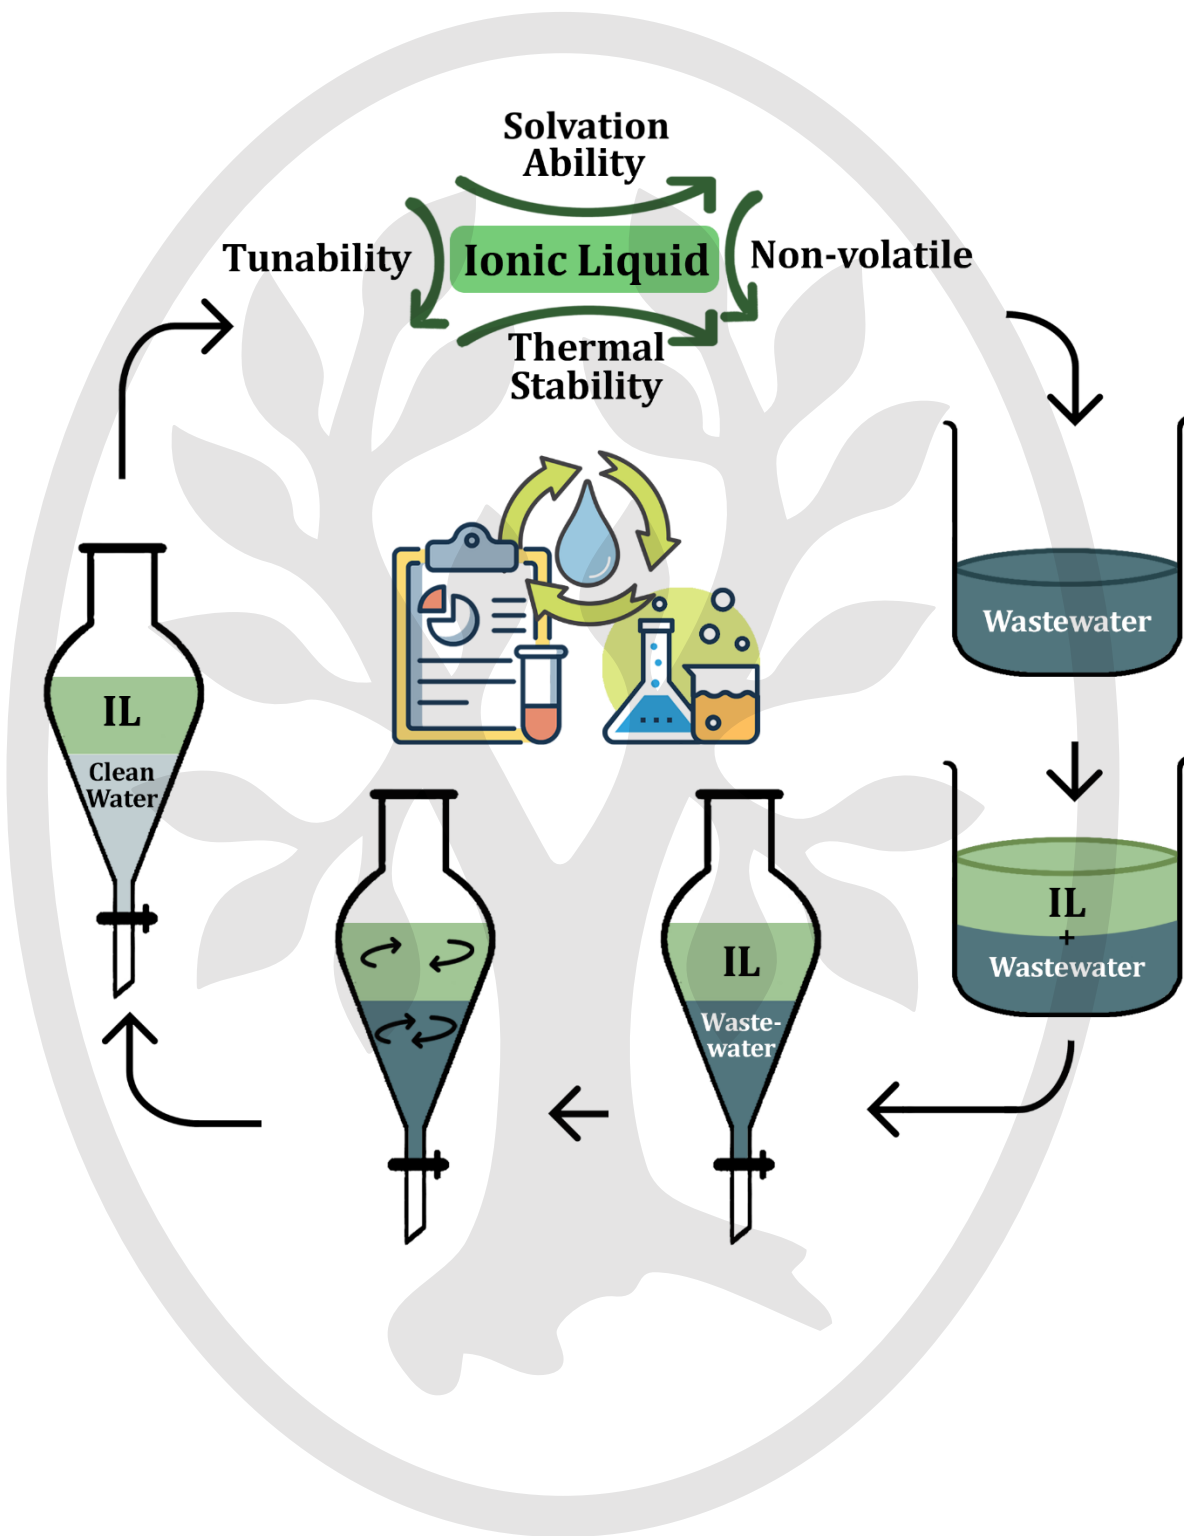 Solvation
Ability
Tunability
Ionic Liquid
Non-volatile
Thermal
Stability
Wastewater
IL
+
Wastewater
IL
Waste-
water
IL
Clean
Water